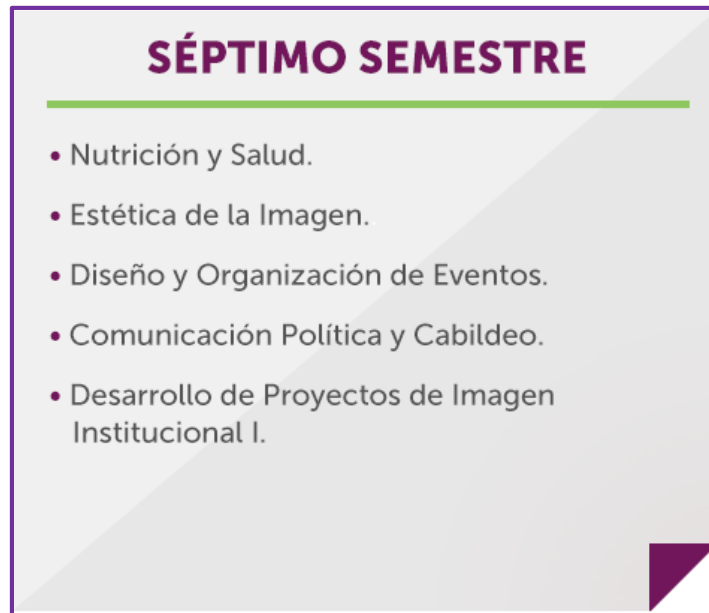 SÉPTIMO SEMESTRE
• Nutrición y Salud.
• Estética de la Imagen.
• Diseño y Organización de Eventos.
• Comunicación Política y Cabildeo.
• Desarrollo de Proyectos de Imagen
Institucional I.